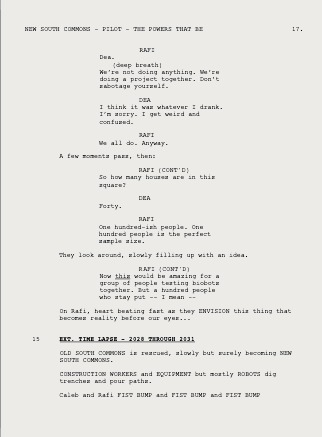 NEW SOUTH COMMONS - PILOT - THE POWERS THAT BE 17.
RAFI
Dea.
(deep breath)
We're not doing anything. We're
doing a project together. Don't
sabotage yourself.
DEA
I think it was whatever I drank.
I'm sorry. I get weird and
confused.
RAFI
We all do. Anyway.
A few moments pass, then:
RAFI (CONT'D)
So how many houses are in this
square?
DEA
Forty.
RAFI
One hundred-ish people. One
hundred people is the perfect
sample size.
They look around, slowly filling up with an idea.
RAFI (CONT'D)
Now this would be amazing for a
group of people testing biobots
together. But a hundred people
who stay put -- I mean --
On Rafi, heart beating fast as they ENVISION this thing that
becomes reality before our eyes...
15 EXT. TIME LAPSE - 2028 THROUGH 2031
OLD SOUTH COMMONS is rescued, slowly but surely becoming NEW
SOUTH COMMONS.
CONSTRUCTION WORKERS and EQUIPMENT but mostly ROBOTS dig
trenches and pour paths.
Caleb and Rafi FIST BUMP and FIST BUMP and FIST BUMP